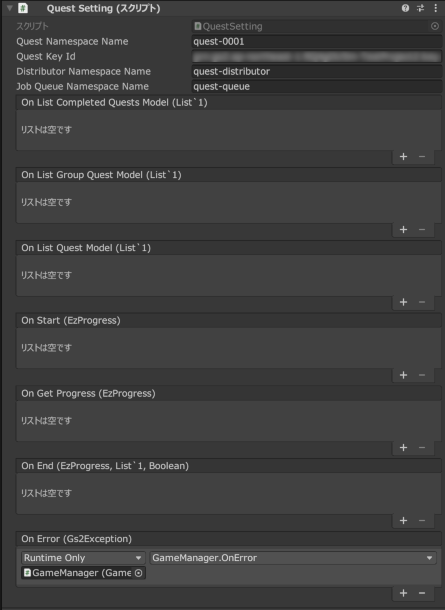 Quest Setting (スクリプト)
スクリプト QuestSetting
Quest Namespace Name quest-0001
Quest Key Id
Distributor Namespace Name quest-distributor
Job Queue Namespace Name quest-queue
On List Completed Quests Model (List`1)
リストは空です
+ −
On List Group Quest Model (List`1)
リストは空です
+ −
On List Quest Model (List`1)
リストは空です
+ −
On Start (EzProgress)
リストは空です
+ −
On Get Progress (EzProgress)
リストは空です
+ −
On End (EzProgress, List`1, Boolean)
リストは空です
+ −
On Error (Gs2Exception)
Runtime Only GameManager.OnError
GameManager (Game
+ −